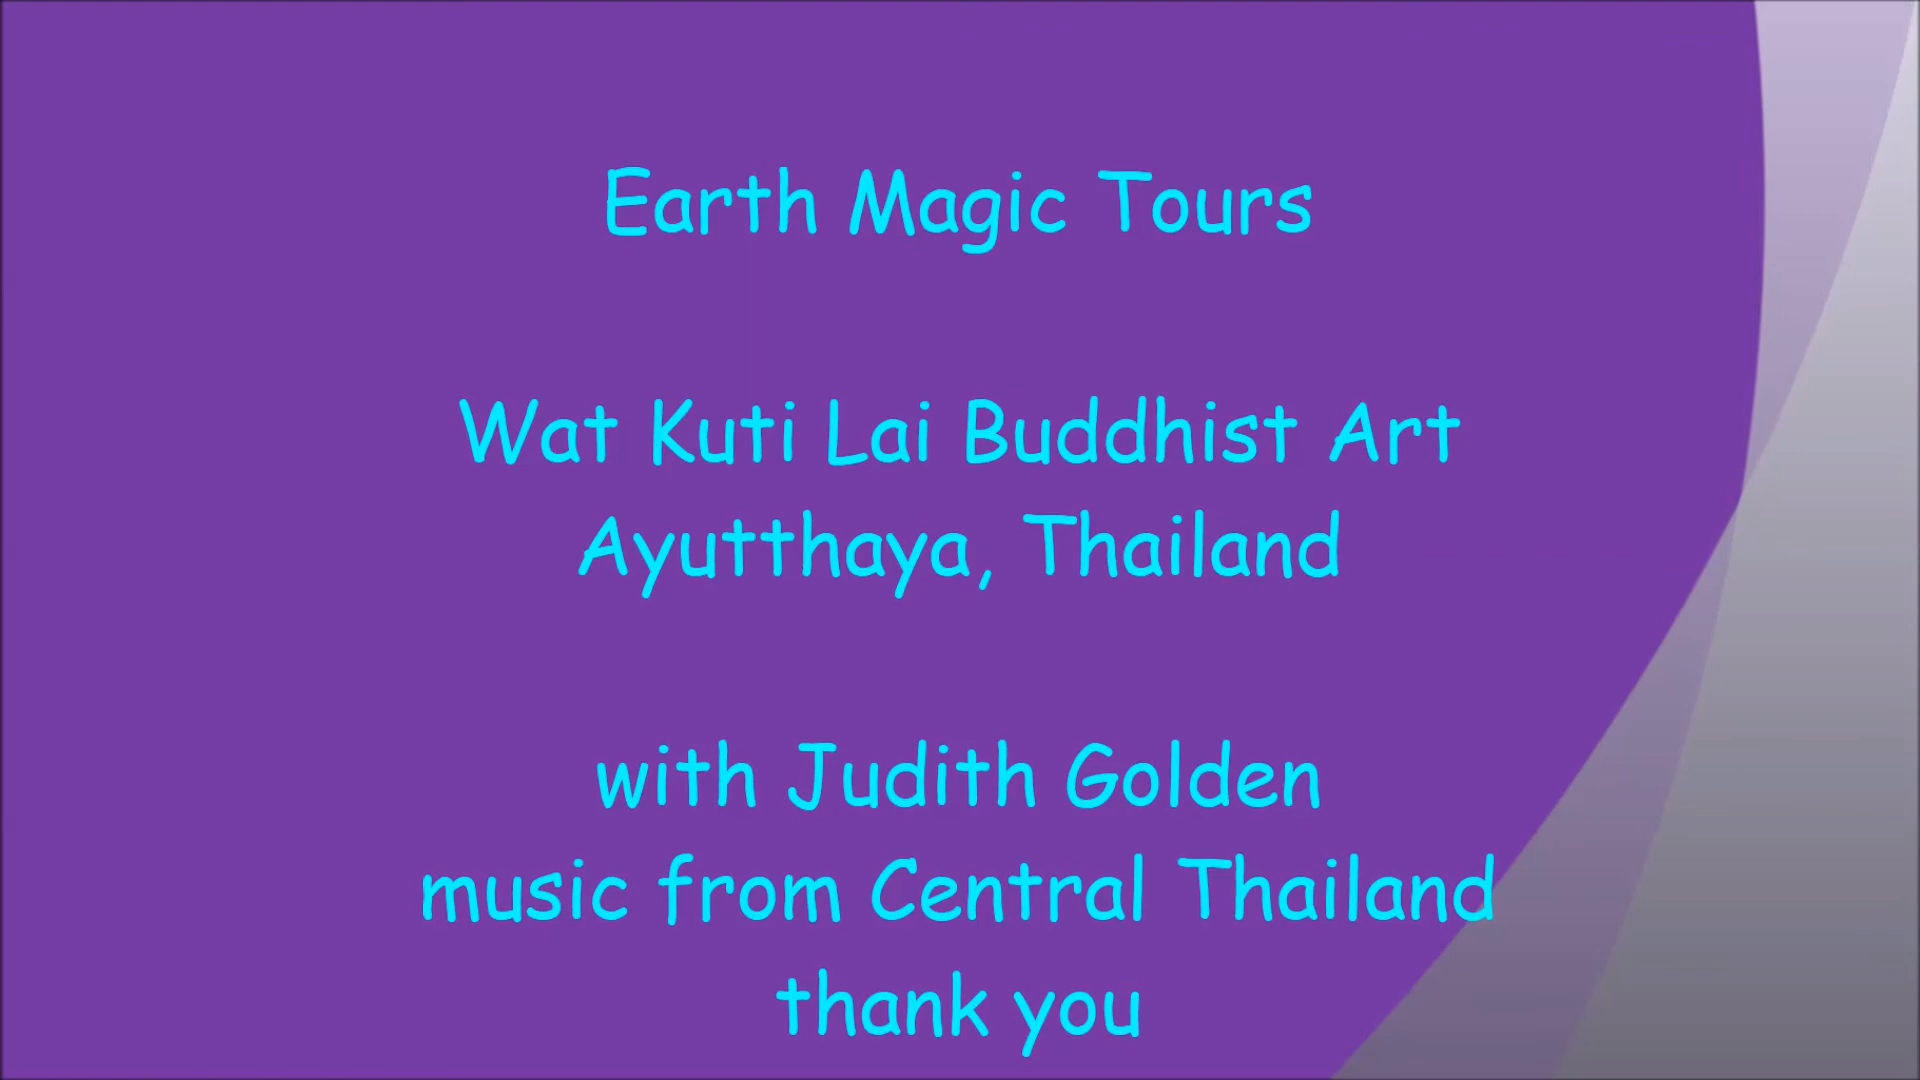 Earth Magic Tours
Wat Kuti Lai Buddhist Art
Ayutthaya, Thailand
with Judith Golden
music from Central Thailand
thank you